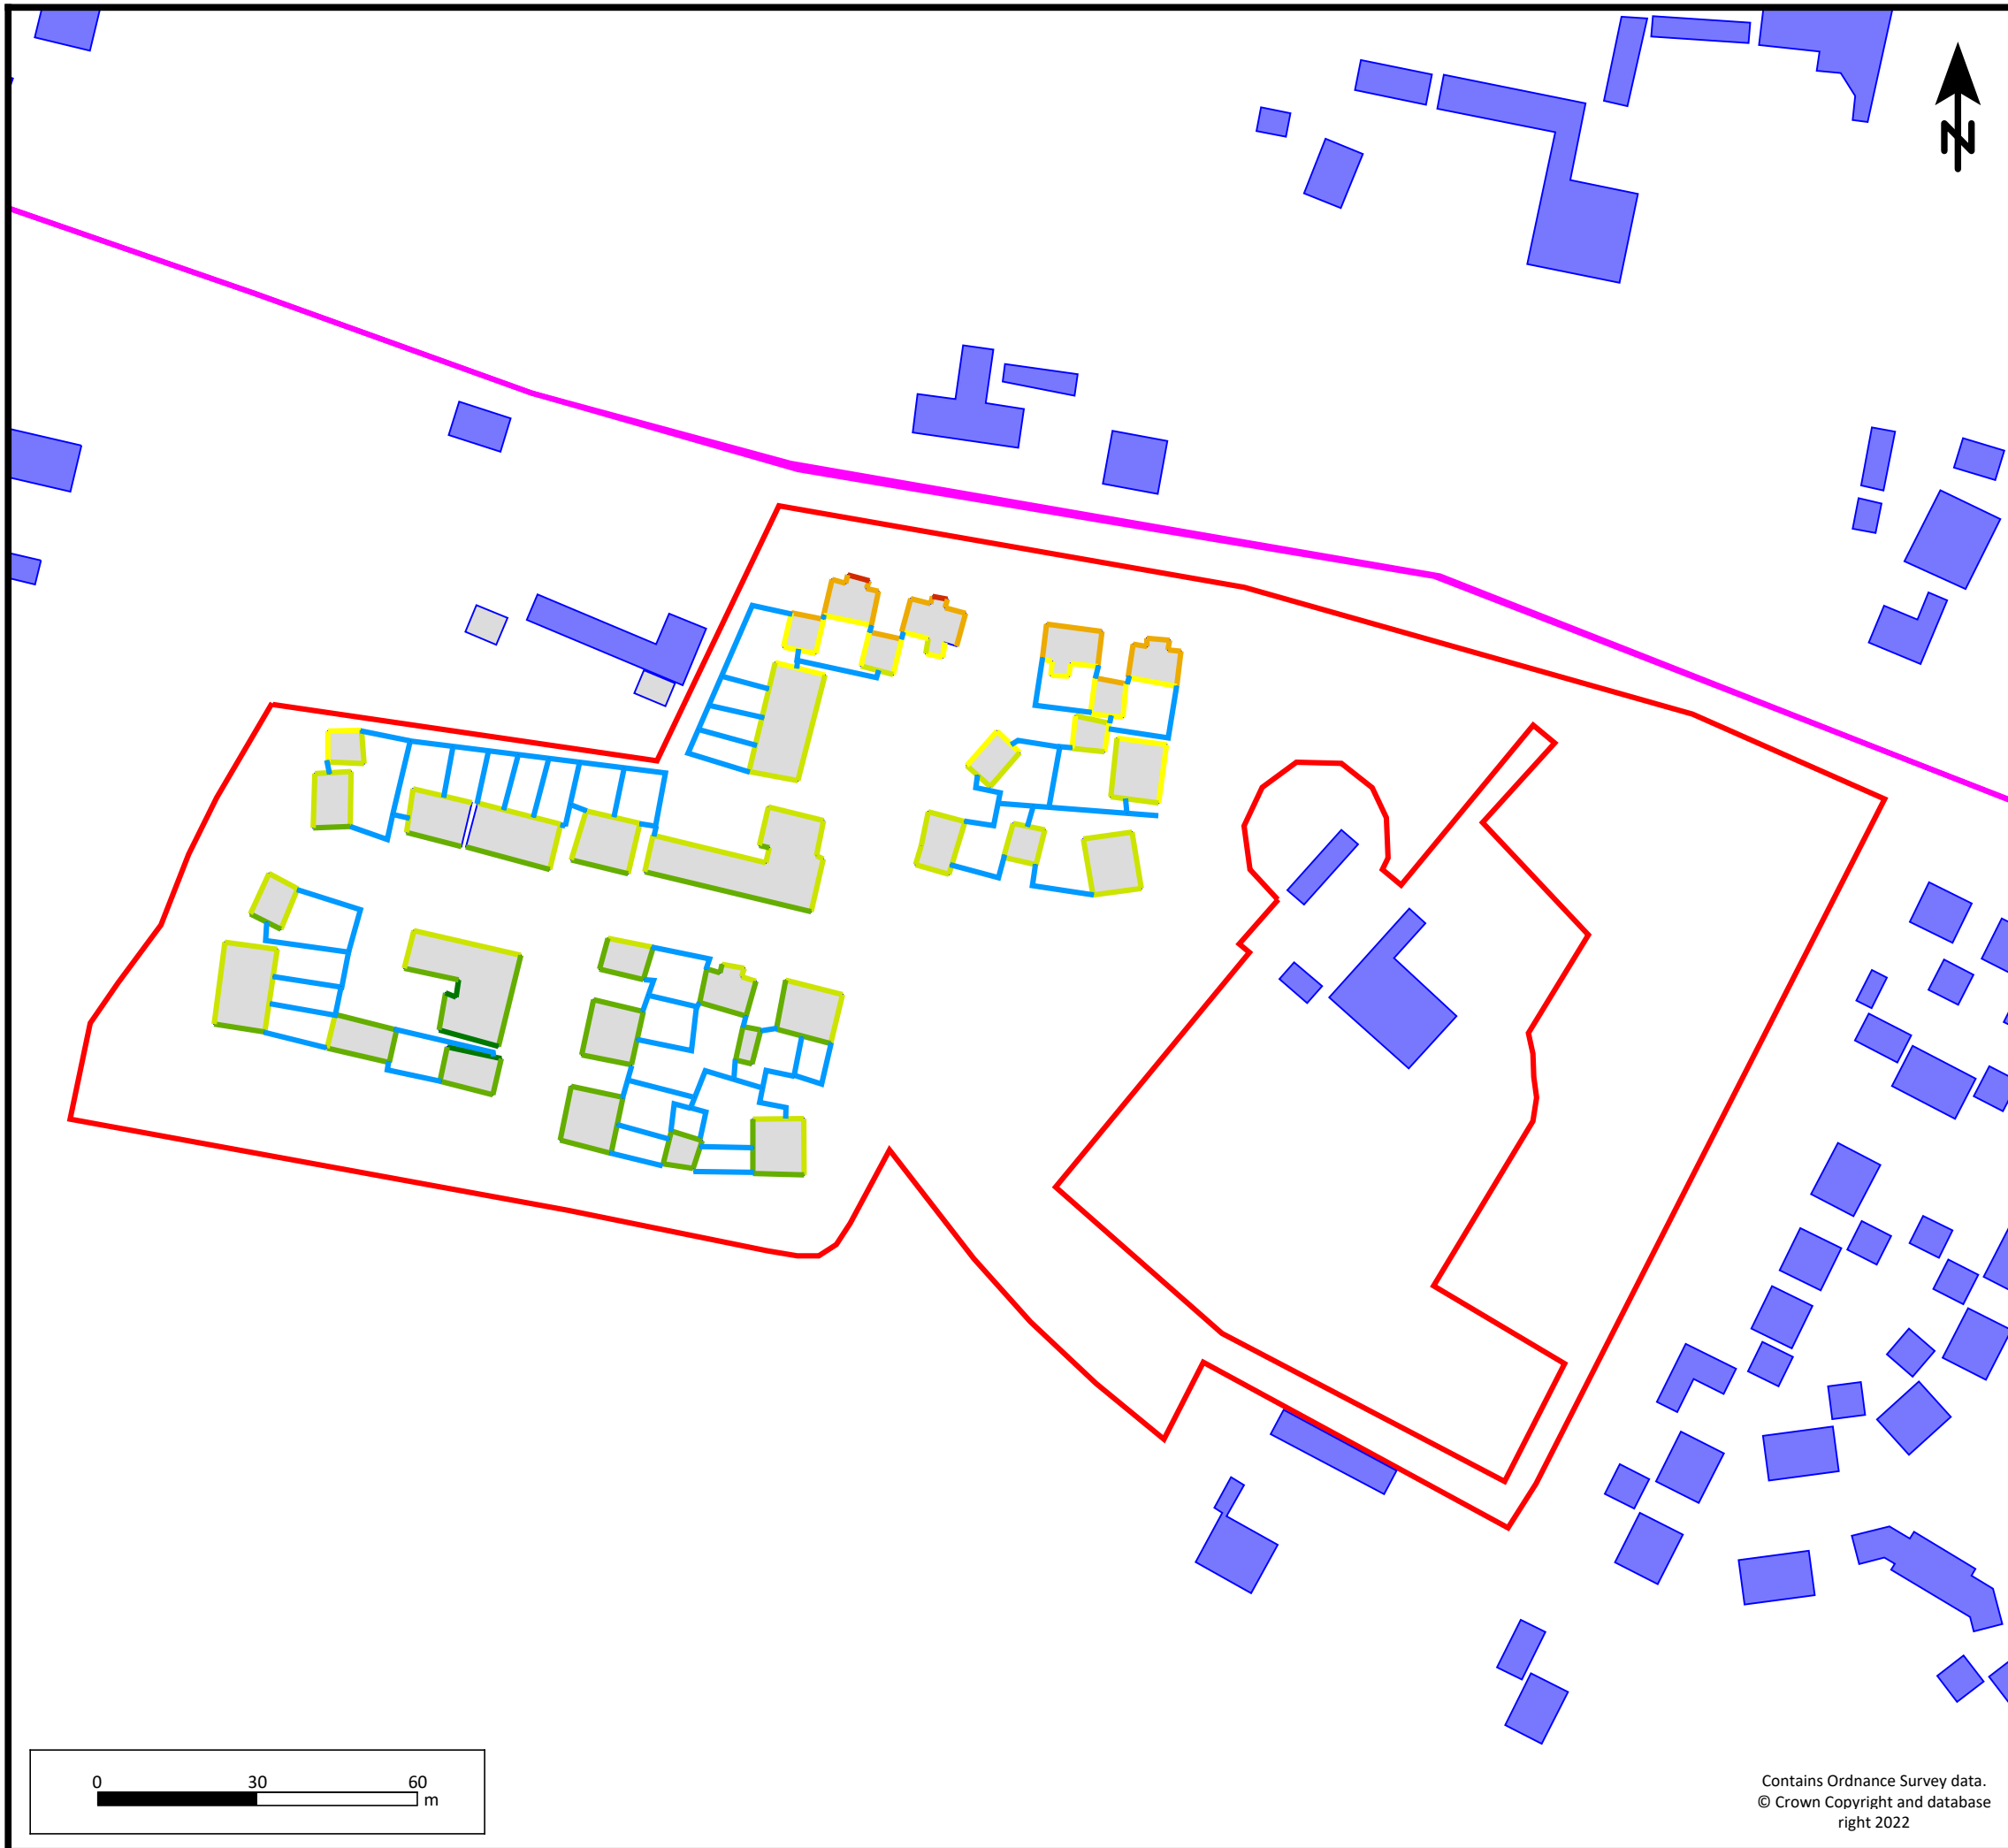 N
0 30 60
m
Contains Ordnance Survey data.
© Crown Copyright and database
right 2022